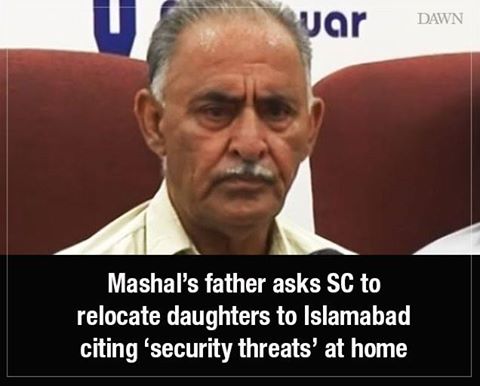 DAWN
uar
Mashal's father asks SC to
relocate daughters to Islamabad
citing ‘security threats’ at home